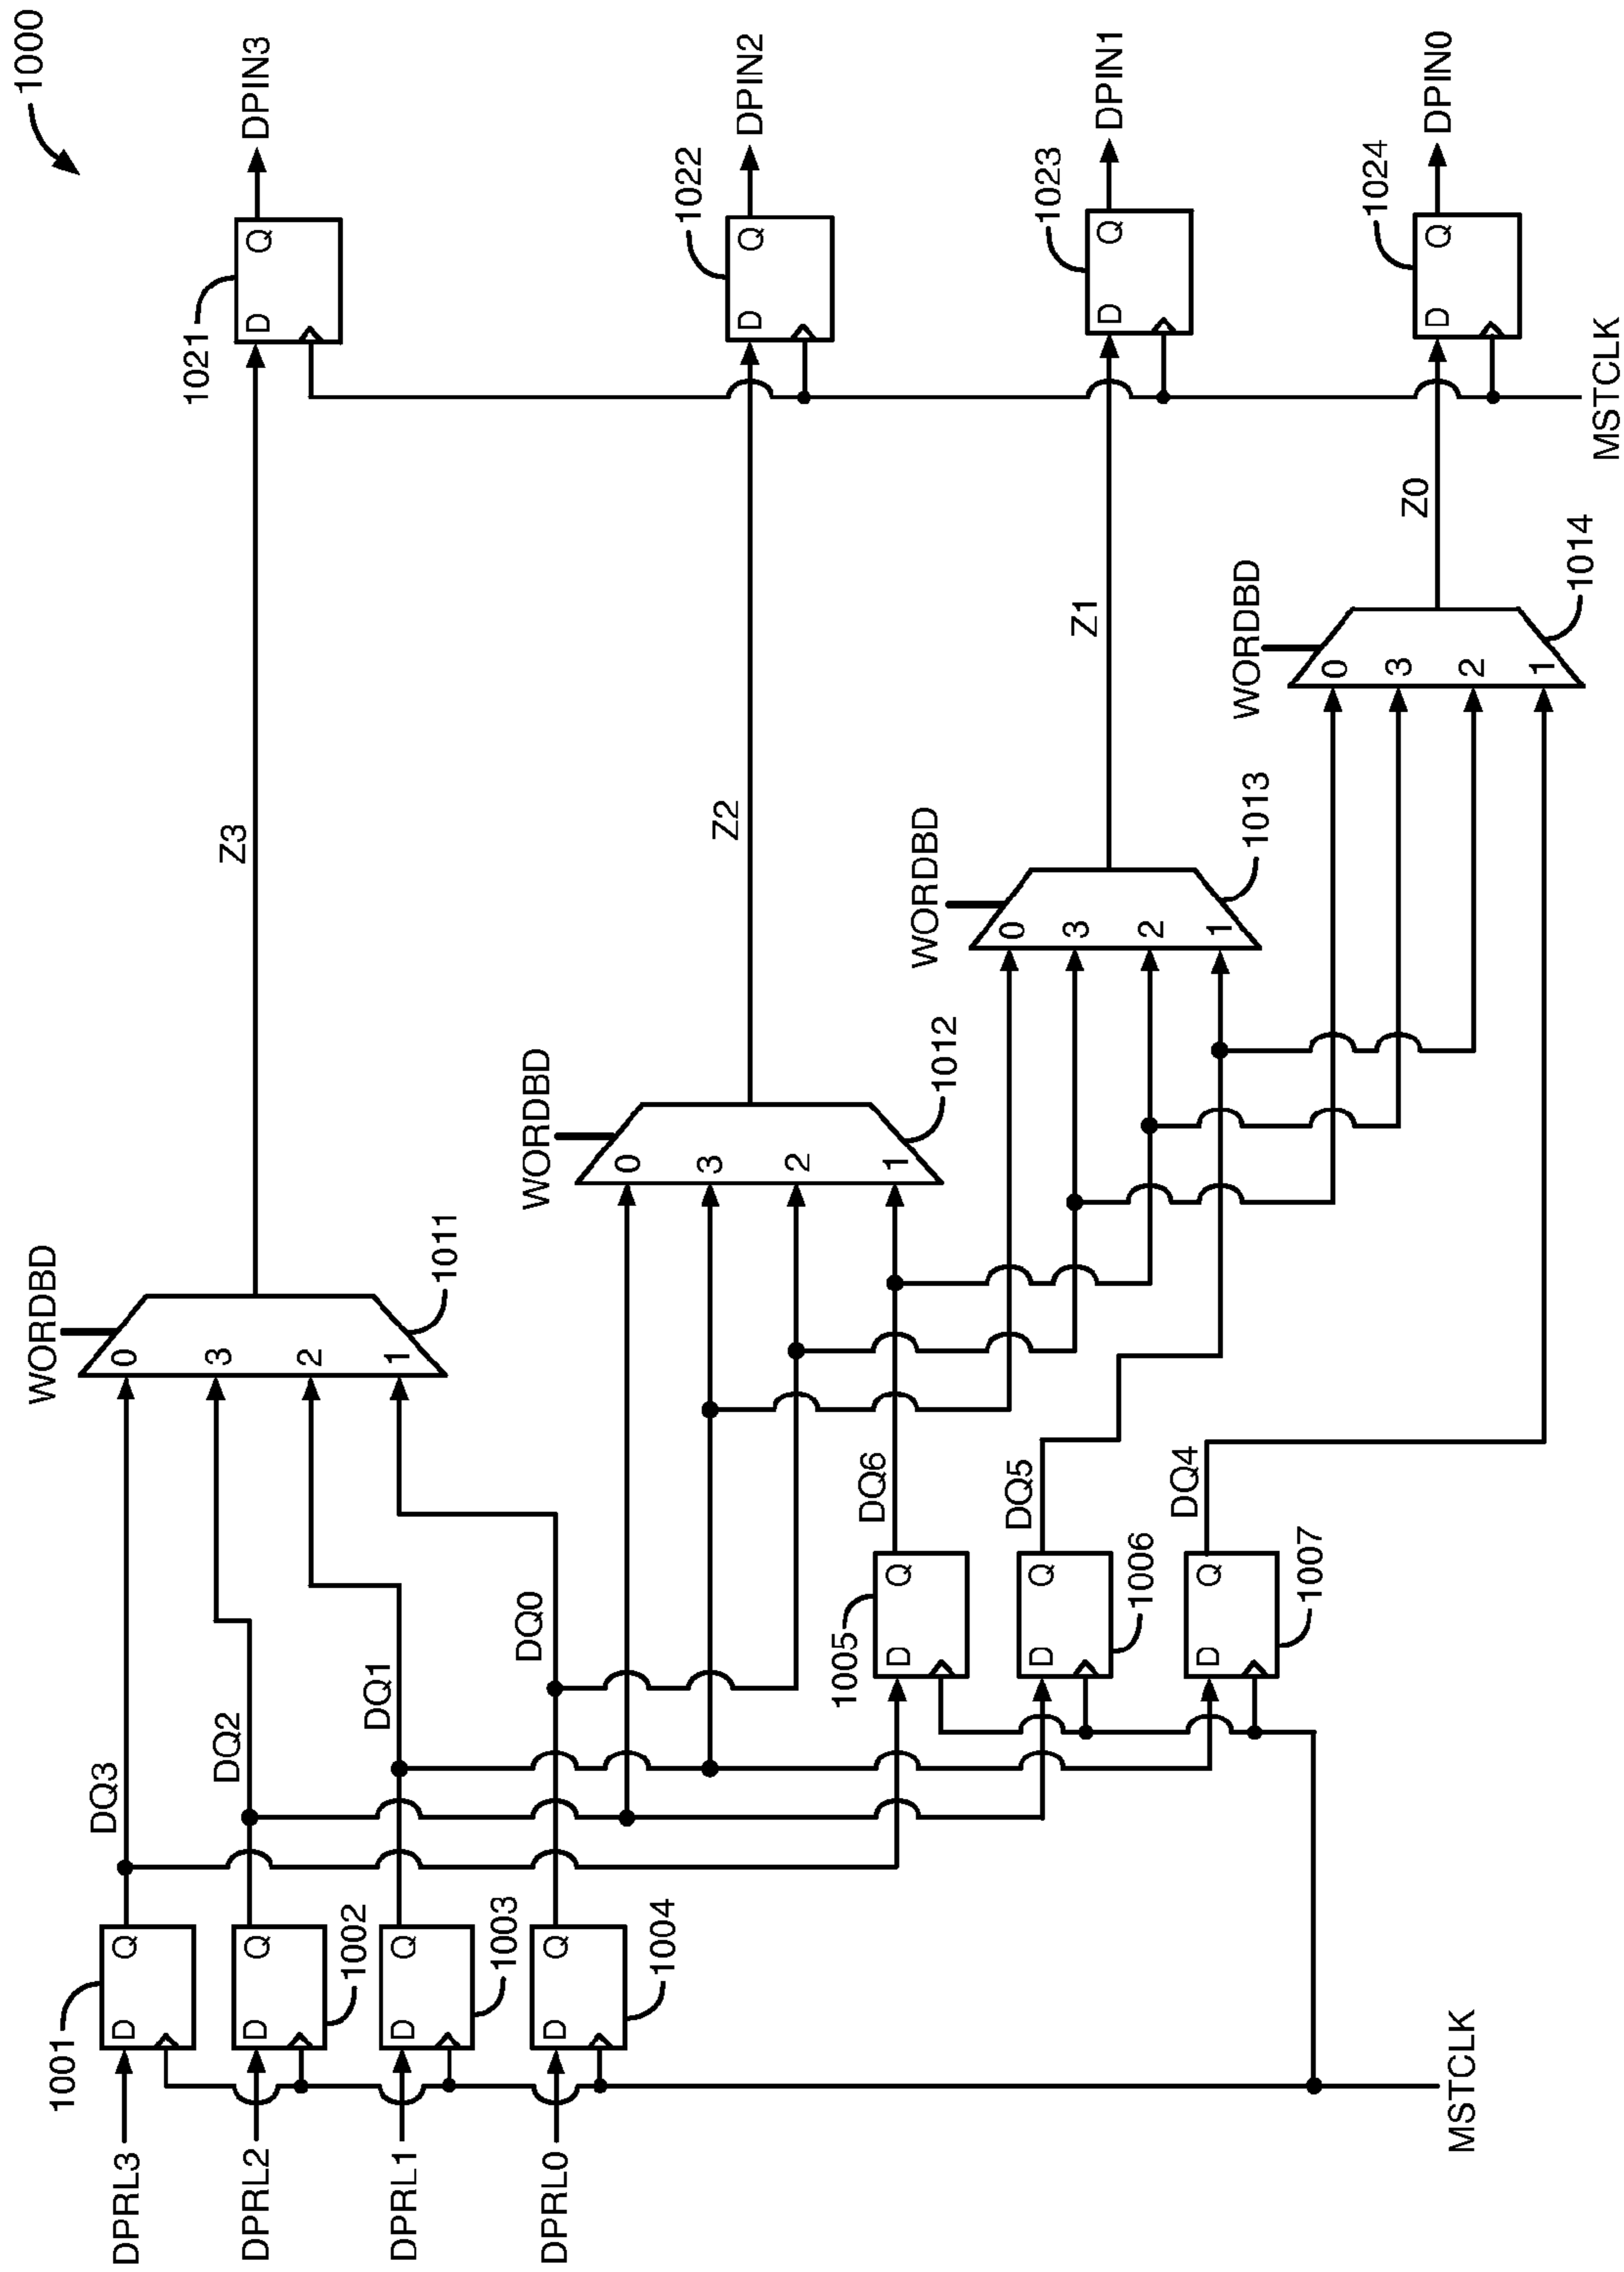 1000
DPRL3
DPRL2
DPRL1
DPRL0
1001
D
Q
1002
D
Q
1003
D
Q
1004
D
Q
MSTCLK
DQ3
DQ2
DQ1
DQ0
1005
D
Q
1006
D
Q
1007
D
Q
DQ6
DQ5
DQ4
WORDBD
0
3
2
1
1011
WORDBD
0
3
2
1
1012
WORDBD
0
3
2
1
1013
WORDBD
0
3
2
1
1014
Z3
Z2
Z1
Z0
1021
D
Q
DPIN3
1022
D
Q
DPIN2
1023
D
Q
DPIN1
1024
D
Q
DPIN0
MSTCLK